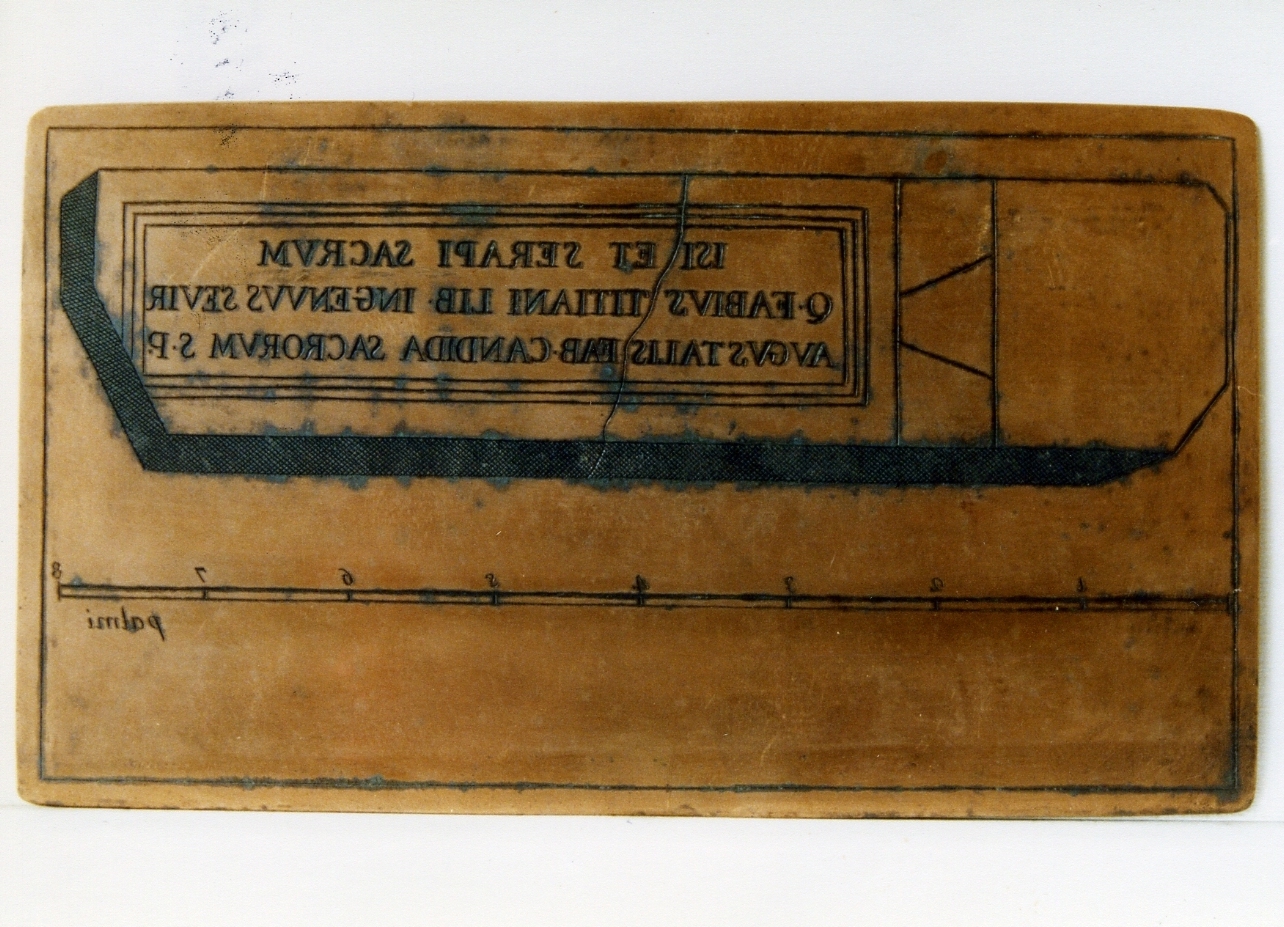 ISI ET SERAPI SACRVM
Q·FABIVS TITIANI LIB· INGENVVS SEVIR
AVGVSTALIS FAB·CANDIDA SACRORVM S·P·
1 2 3 4 5 6 7 8
palmi